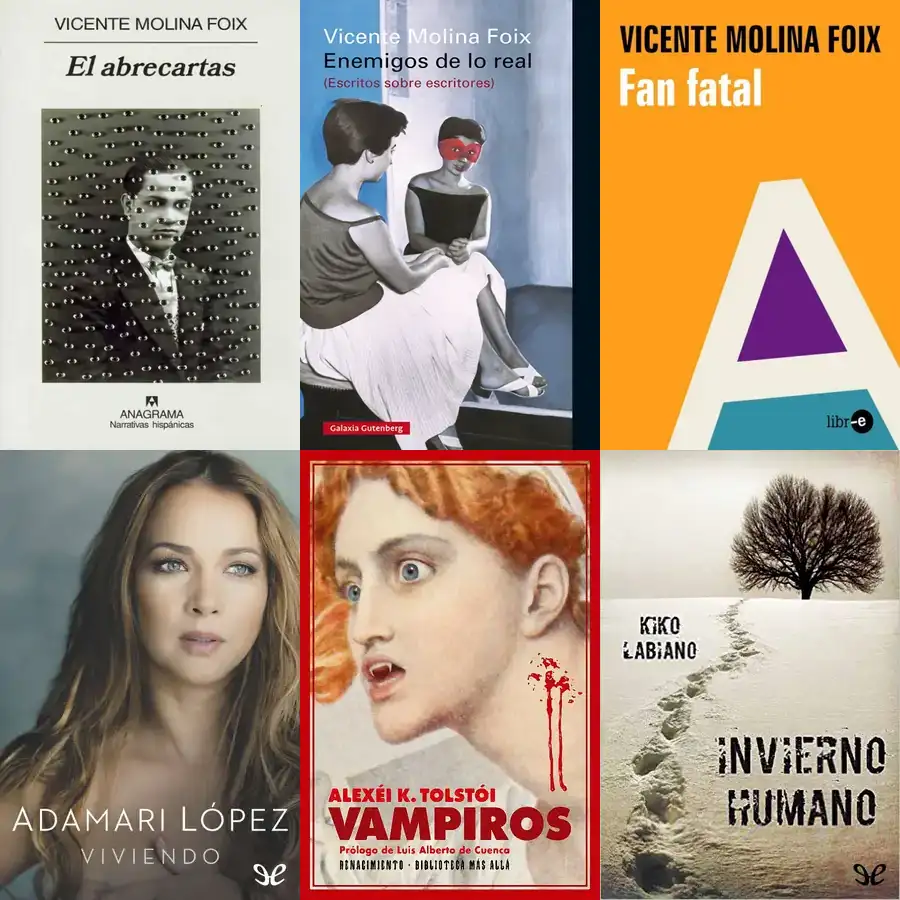 VICENTE MOLINA FOIX
El abrecartas
ANAGRAMA
Narrativas hispánicas
Vicente Molina Foix
Enemigos de lo real
(Escritos sobre escritores)
Galaxia Gutenberg
VICENTE MOLINA FOIX
Fan fatal
libr-e
ADAMARI LÓPEZ
VIVIENDO
ALEXÉI K. TOLSTÓI
VAMPIROS
Prólogo de Luis Alberto de Cuenca
RENACIMIENTO · BIBLIOTECA MÁS ALLÁ
KIKO
LABIANO
INVIERNO
HUMANO